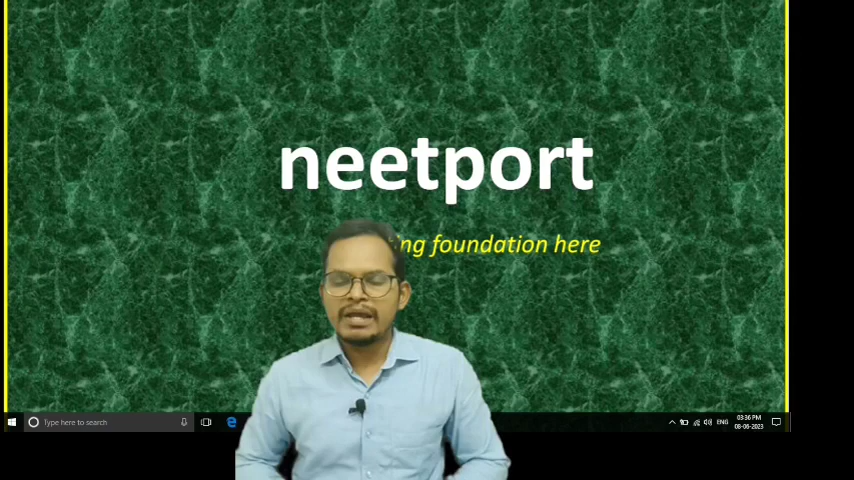 neetport
ing foundation here
Type here to search
ENG
03:36 PM
08-06-2023